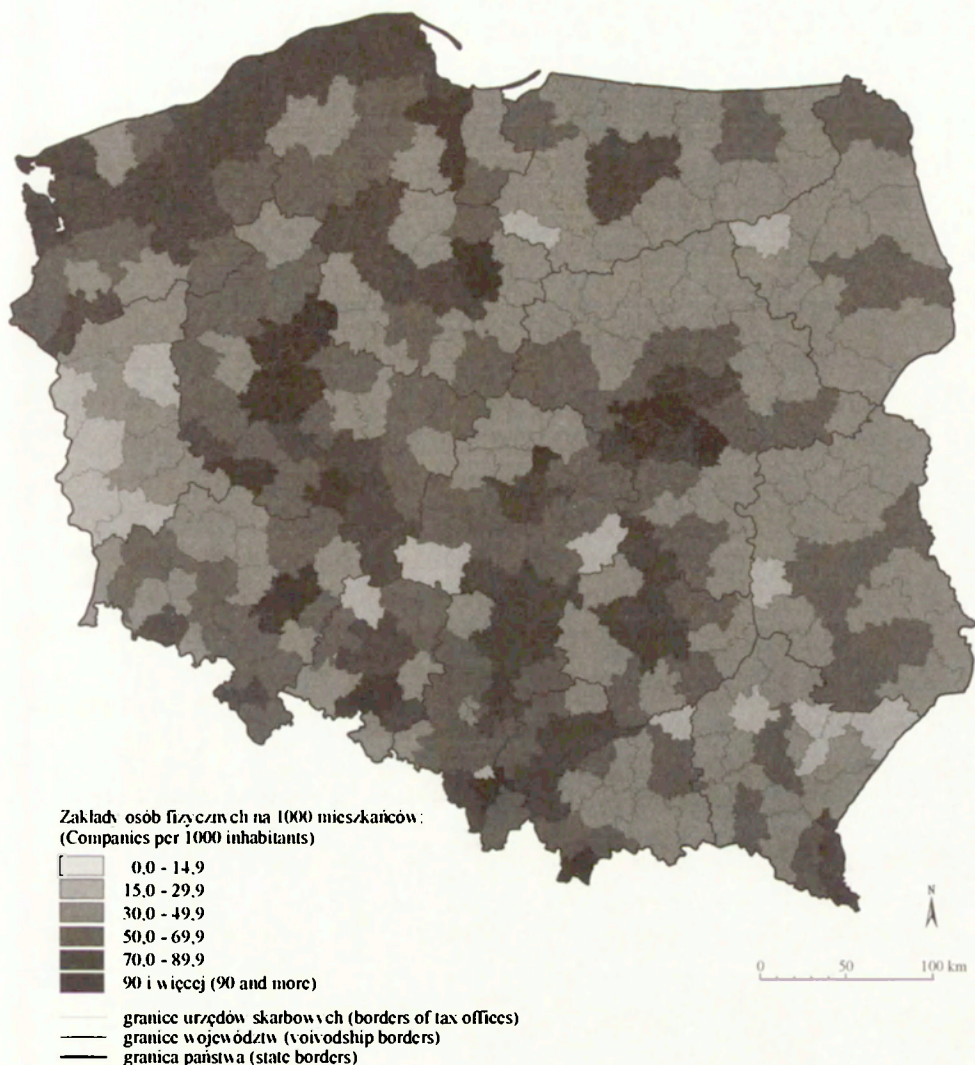 Zakłady osób fizycznych na 1000 mieszkańców:
(Companies per 1000 inhabitants)
0,0 - 14,9
15,0 - 29,9
30,0 - 49,9
50,0 - 69,9
70,0 - 89,9
90 i więcej (90 and more)
granice urzędów skarbowych (borders of tax offices)
granice województw (voivodship borders)
granica państwa (state borders)
N
0 50 100 km